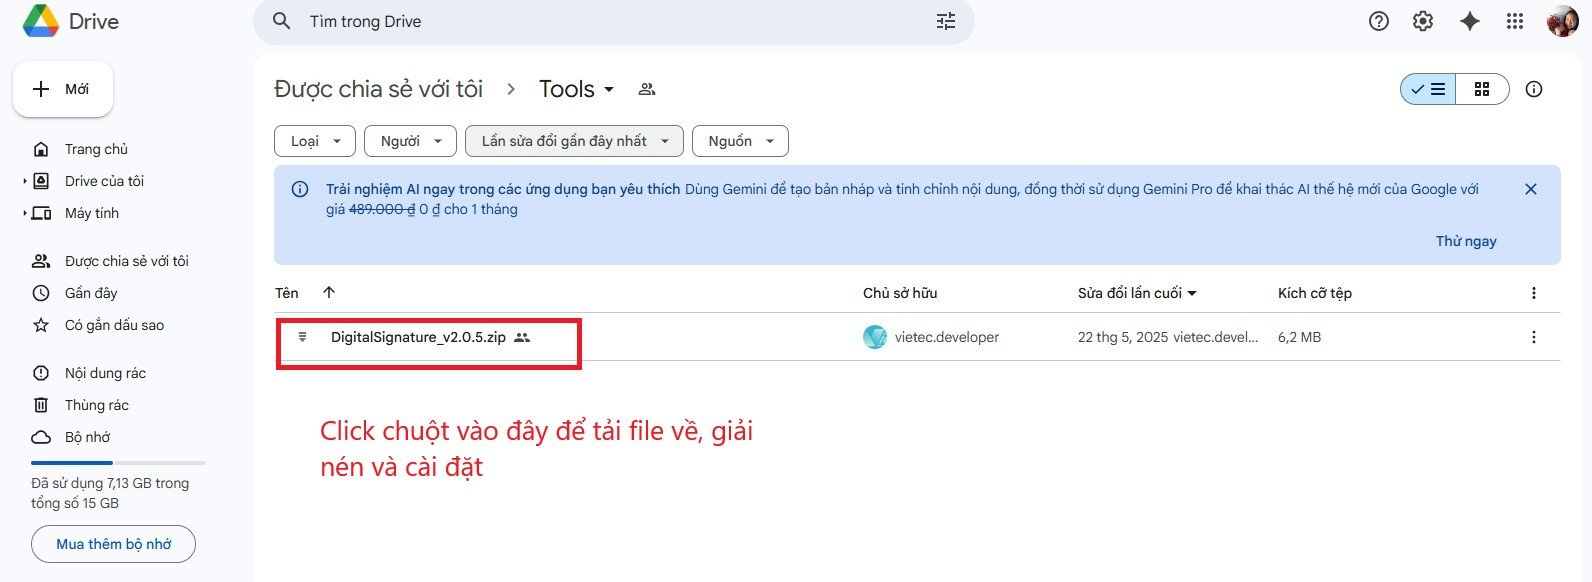 Drive
Tìm trong Drive
Mới
Trang chủ
Drive của tôi
Máy tính
Được chia sẻ với tôi
Gần đây
Có gắn dấu sao
Nội dung rác
Thùng rác
Bộ nhớ
Đã sử dụng 7,13 GB trong
tổng số 15 GB
Mua thêm bộ nhớ
Được chia sẻ với tôi > Tools
Loại Người Lần sửa đổi gần đây nhất Nguồn
Trải nghiệm AI ngay trong các ứng dụng bạn yêu thích Dùng Gemini để tạo bản nháp và tinh chỉnh nội dung, đồng thời sử dụng Gemini Pro để khai thác AI thế hệ mới của Google với
giá 489.000 ₫ 0 ₫ cho 1 tháng
Thử ngay
Tên Chủ sở hữu Sửa đổi lần cuối Kích cỡ tệp
DigitalSignature_v2.0.5.zip vietec.developer 22 thg 5, 2025 vietec.devel... 6,2 MB
Click chuột vào đây để tải file về, giải
nén và cài đặt